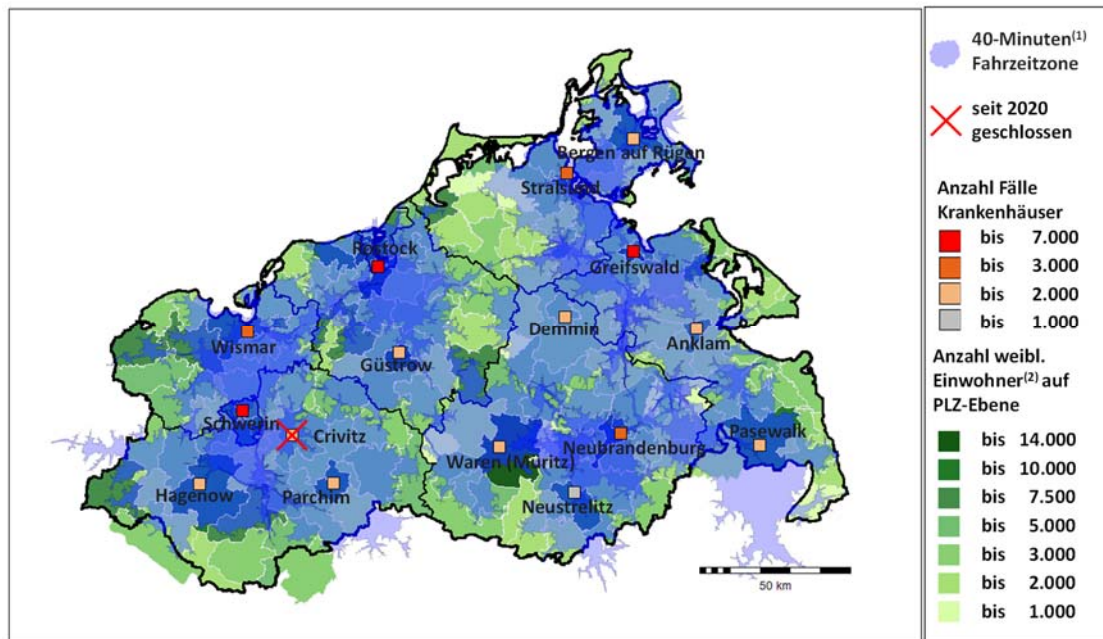 Bergen auf Rügen
Stralsund
Rostock
Greifswald
Demmin
Anklam
Wismar
Güstrow
Schwerin
Crivitz
Waren (Müritz)
Neubrandenburg
Pasewalk
Hagenow
Parchim
Neustrelitz
50 km
40-Minuten(1)
Fahrzeitzone
seit 2020
geschlossen
Anzahl Fälle
Krankenhäuser
bis 7.000
bis 3.000
bis 2.000
bis 1.000
Anzahl weibl.
Einwohner(2) auf
PLZ-Ebene
bis 14.000
bis 10.000
bis 7.500
bis 5.000
bis 3.000
bis 2.000
bis 1.000